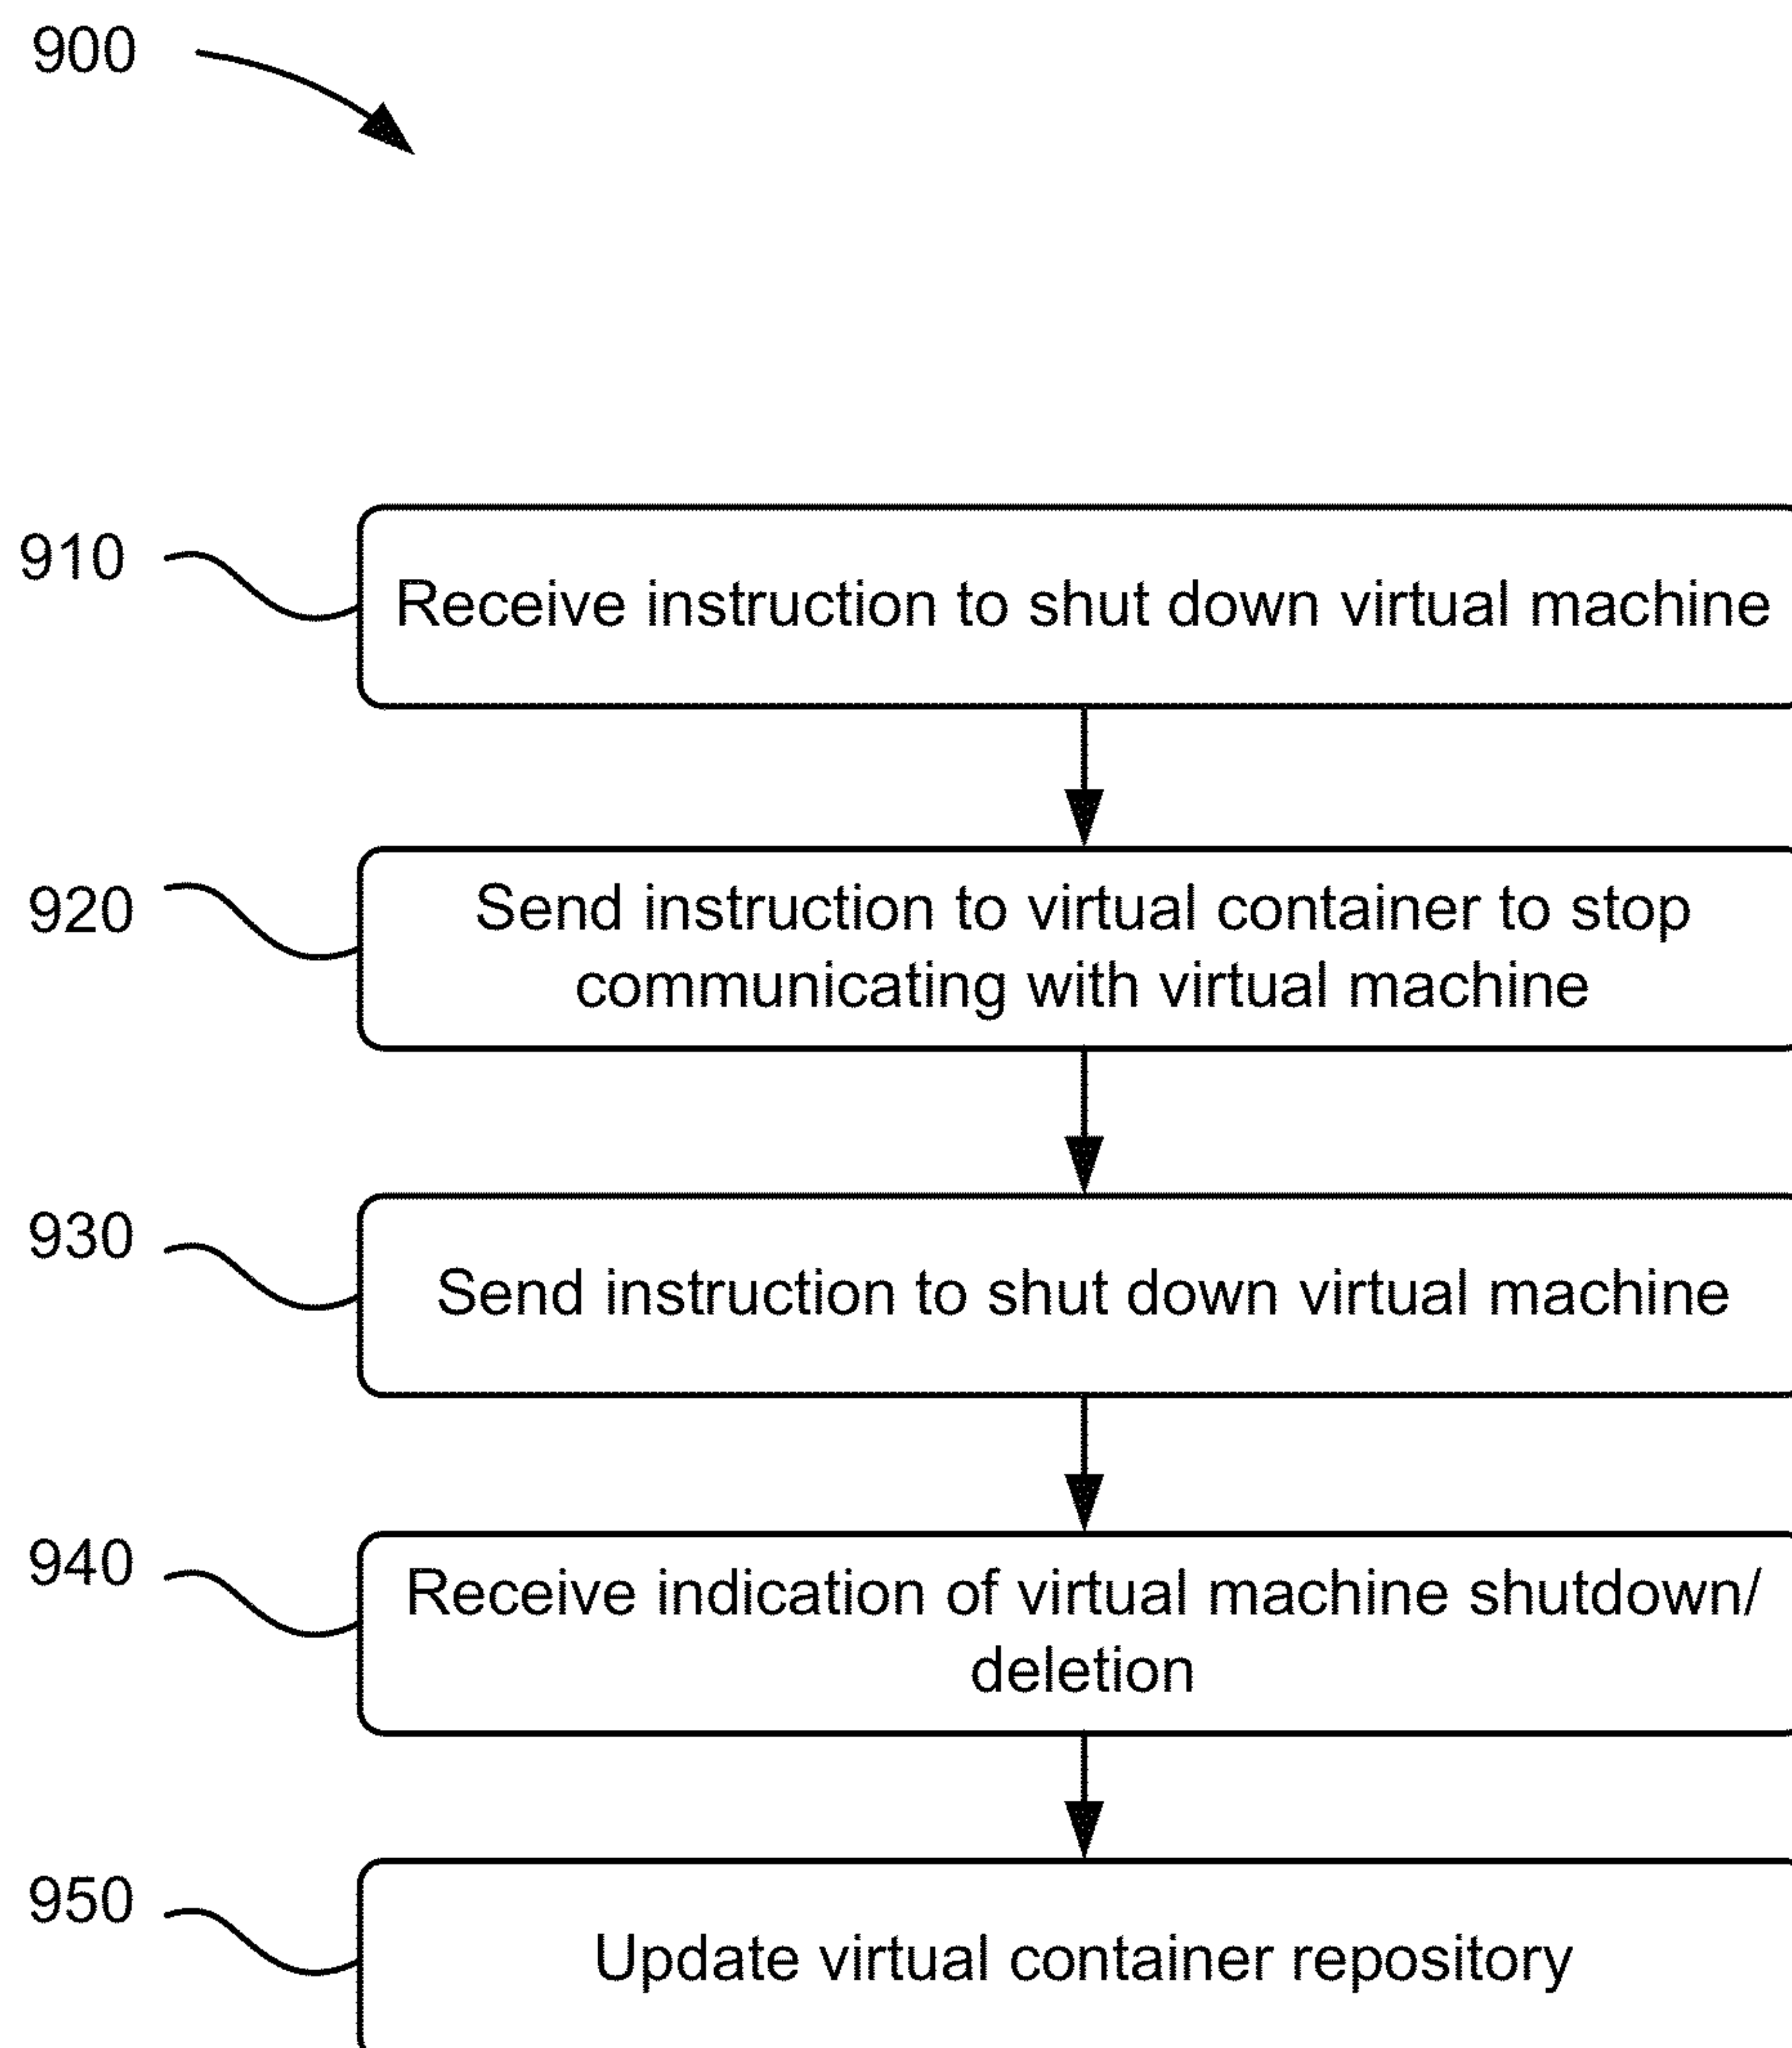 900
910
Receive instruction to shut down virtual machine
920
Send instruction to virtual container to stop
communicating with virtual machine
930
Send instruction to shut down virtual machine
940
Receive indication of virtual machine shutdown/
deletion
950
Update virtual container repository